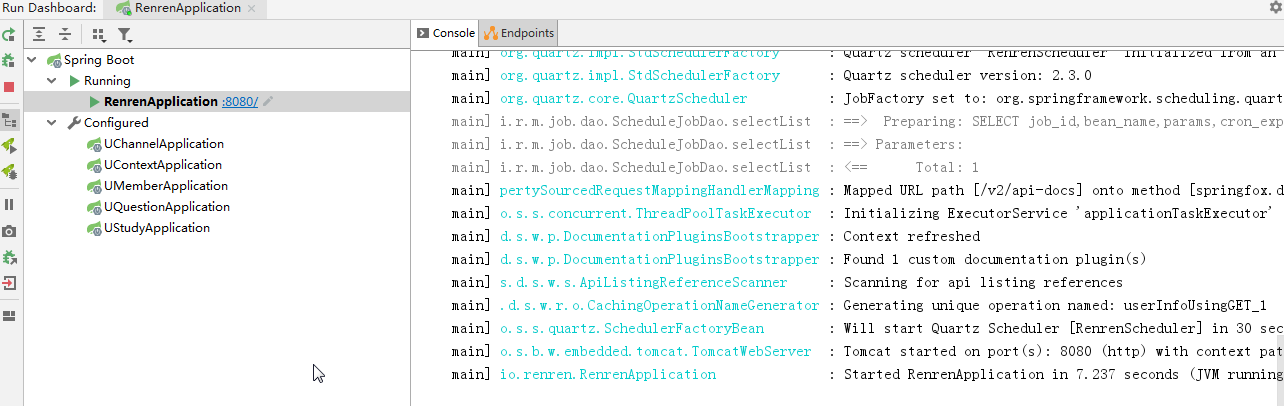 Run Dashboard: RenrenApplication ×
Console Endpoints
Spring Boot
Running
RenrenApplication :8080/
Configured
UChannelApplication
UContextApplication
UMemberApplication
UQuestionApplication
UStudyApplication
main] org.quartz.impl.StdSchedulerFactory : Quartz scheduler 'RenrenScheduler' initialized from an
main] org.quartz.impl.StdSchedulerFactory : Quartz scheduler version: 2.3.0
main] org.quartz.core.QuartzScheduler : JobFactory set to: org.springframework.scheduling.quart
main] i.r.m.job.dao.ScheduleJobDao.selectList : ==> Preparing: SELECT job_id,bean_name,params,cron_exp
main] i.r.m.job.dao.ScheduleJobDao.selectList : ==> Parameters:
main] i.r.m.job.dao.ScheduleJobDao.selectList : <== Total: 1
main] pertySourcedRequestMappingHandlerMapping : Mapped URL path [/v2/api-docs] onto method [springfox.d
main] o.s.s.concurrent.ThreadPoolTaskExecutor : Initializing ExecutorService 'applicationTaskExecutor'
main] d.s.w.p.DocumentationPluginsBootstrapper : Context refreshed
main] d.s.w.p.DocumentationPluginsBootstrapper : Found 1 custom documentation plugin(s)
main] s.d.s.w.s.ApiListingReferenceScanner : Scanning for api listing references
main] .d.s.w.r.o.CachingOperationNameGenerator : Generating unique operation named: userInfoUsingGET_1
main] o.s.s.quartz.SchedulerFactoryBean : Will start Quartz Scheduler [RenrenScheduler] in 30 sec
main] o.s.b.w.embedded.tomcat.TomcatWebServer : Tomcat started on port(s): 8080 (http) with context pat
main] io.renren.RenrenApplication : Started RenrenApplication in 7.237 seconds (JVM running